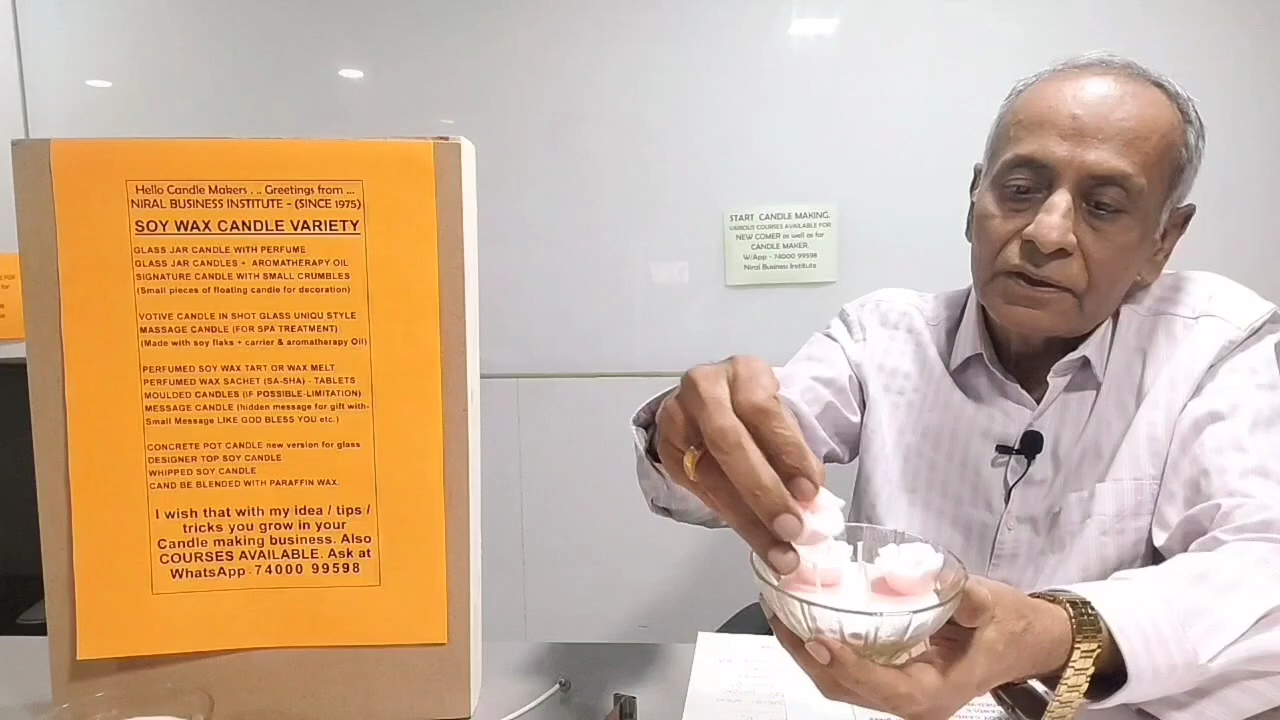 Hello Candle Makers . .. Greetings from ...
NIRAL BUSINESS INSTITUTE - (SINCE 1975)
SOY WAX CANDLE VARIETY
GLASS JAR CANDLE WITH PERFUME
GLASS JAR CANDLES + AROMATHERAPY OIL
SIGNATURE CANDLE WITH SMALL CRUMBLES
(Small pieces of floating candle for decoration)
VOTIVE CANDLE IN SHOT GLASS UNIQU STYLE
MASSAGE CANDLE (FOR SPA TREATMENT)
(Made with soy flaks + carrier & aromatherapy Oil)
PERFUMED SOY WAX TART OR WAX MELT
PERFUMED WAX SACHET (SA-SHA) - TABLETS
MOULDED CANDLES (IF POSSIBLE-LIMITATION)
MESSAGE CANDLE (hidden message for gift with-
Small Message LIKE GOD BLESS YOU etc.)
CONCRETE POT CANDLE new version for glass
DESIGNER TOP SOY CANDLE
WHIPPED SOY CANDLE
CAND BE BLENDED WITH PARAFFIN WAX.
I wish that with my idea / tips /
tricks you grow in your
Candle making business. Also
COURSES AVAILABLE. Ask at
WhatsApp - 74000 99598
START CANDLE MAKING.
VARIOUS COURSES AVAILABLE FOR
NEW COMER as well as for
CANDLE MAKER.
W/App - 74000 99598
Niral Business Institute